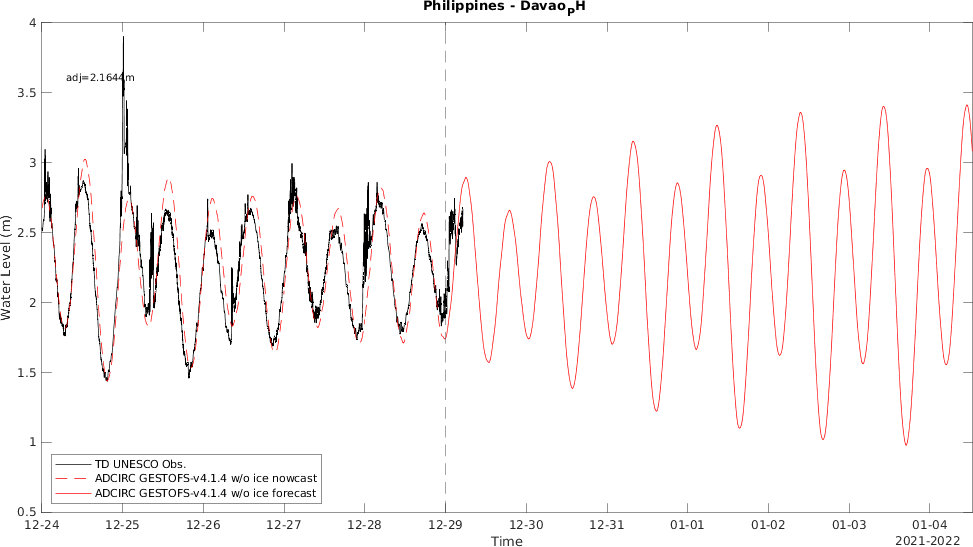 Philippines - DavaoPH
4
3.5
3
2.5
2
1.5
1
0.5
Water Level (m)
adj=2.1644m
TD UNESCO Obs.
ADCIRC GESTOFS-v4.1.4 w/o ice nowcast
ADCIRC GESTOFS-v4.1.4 w/o ice forecast
12-24 12-25 12-26 12-27 12-28 12-29 12-30 12-31 01-01 01-02 01-03 01-04
Time
2021-2022